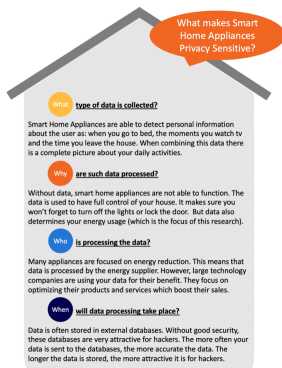 What makes Smart
Home Appliances
Privacy Sensitive?
What type of data is collected?
Smart Home Appliances are able to detect personal information
about the user as: when you go to bed, the moments you watch tv
and the time you leave the house. When combining this data there
is a complete picture about your daily activities.
Why are such data processed?
Without data, smart home appliances are not able to function. The
data is used to have full control of your house. It makes sure you
won't forget to turn off the lights or lock the door. But data also
determines your energy usage (which is the focus of this research).
Who is processing the data?
Many appliances are focused on energy reduction. This means that
data is processed by the energy supplier. However, large technology
companies are using your data for their benefit. They focus on
optimizing their products and services which boost their sales.
When will data processing take place?
Data is often stored in external databases. Without good security,
these databases are very attractive for hackers. The more often your
data is sent to the databases, the more accurate the data. The
longer the data is stored, the more attractive it is for hackers.